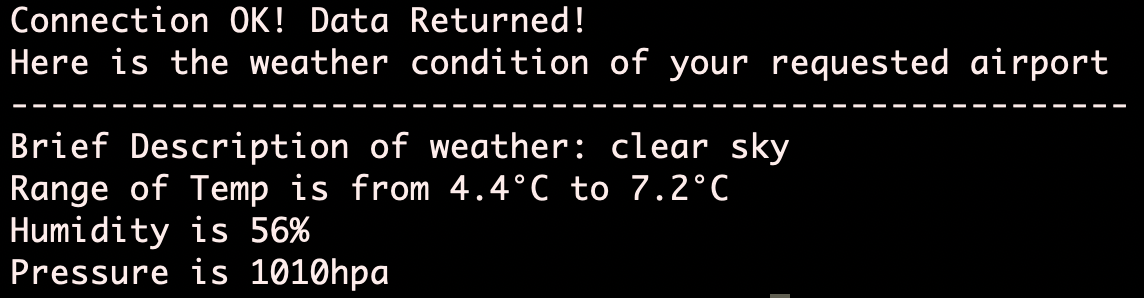 Connection OK! Data Returned!
Here is the weather condition of your requested airport
--------------------------------------------------------
Brief Description of weather: clear sky
Range of Temp is from 4.4°C to 7.2°C
Humidity is 56%
Pressure is 1010hpa